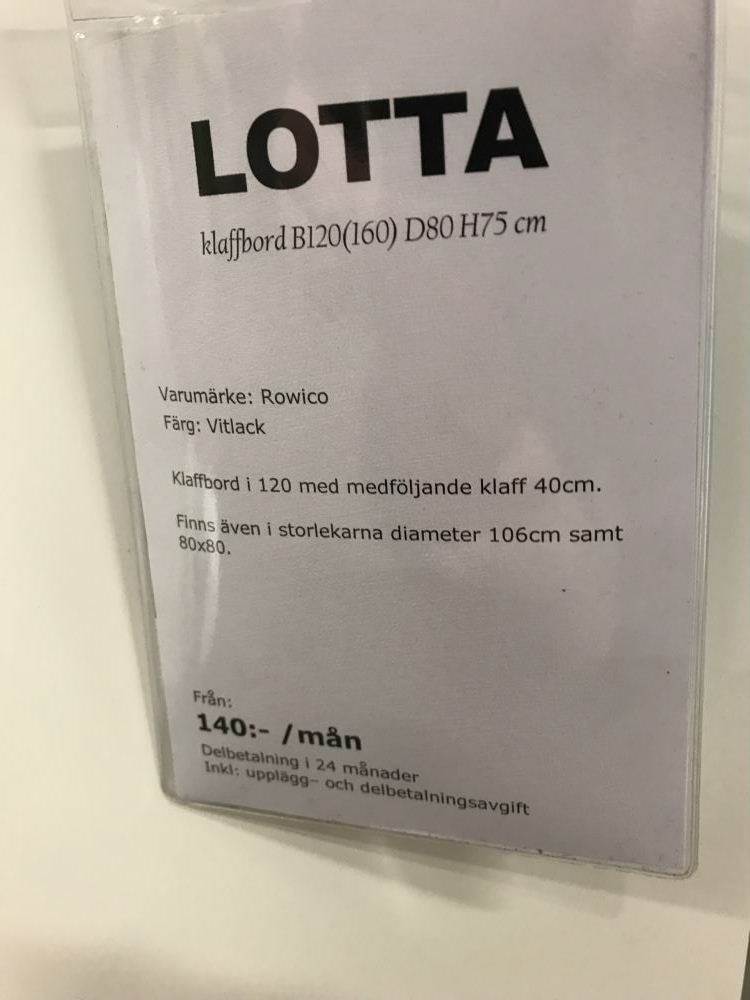 LOTTA
klaffbord B120(160) D80 H75 cm
Varumärke: Rowico
Färg: Vitlack
Klaffbord i 120 med medföljande klaff 40cm.
Finns även i storlekarna diameter 106cm samt
80x80.
Från:
140:- /mån
Delbetalning i 24 månader
Inkl: upplägg- och delbetalningsavgift